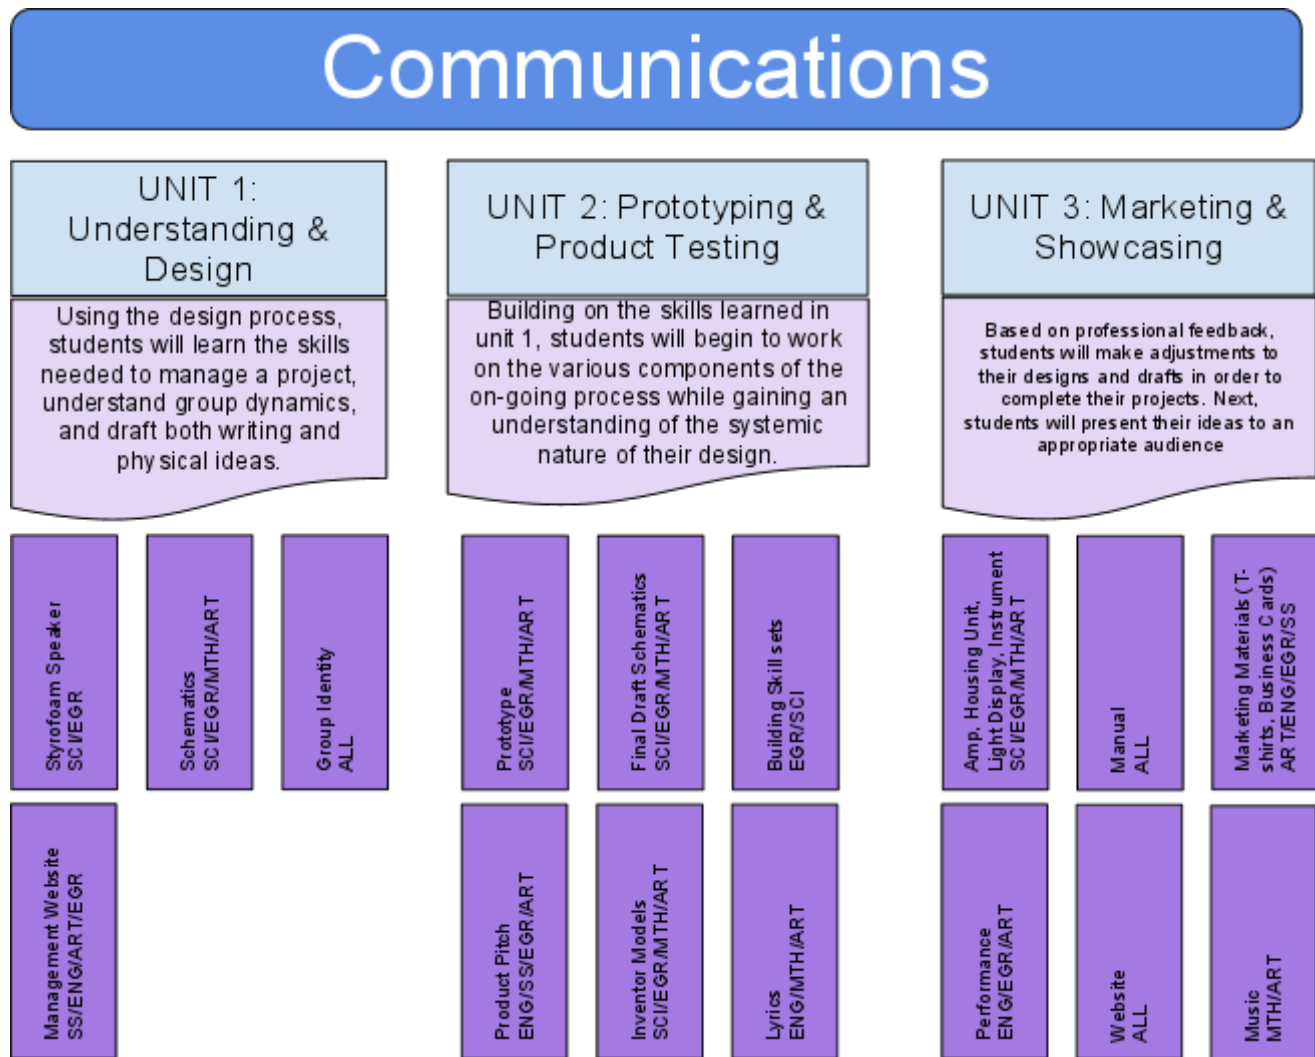 Communications
UNIT 1:
Understanding &
Design
Using the design process,
students will learn the skills
needed to manage a project,
understand group dynamics,
and draft both writing and
physical ideas.
Styrofoam Speaker
SCI/EGR
Schematics
SCI/EGR/MTH/ART
Group Identity
ALL
Management Website
SS/ENG/ART/EGR
UNIT 2: Prototyping &
Product Testing
Building on the skills learned in
unit 1, students will begin to work
on the various components of the
on-going process while gaining an
understanding of the systemic
nature of their design.
Prototype
SCI/EGR/MTH/ART
Final Draft Schematics
SCI/EGR/MTH/ART
Building Skill sets
EGR/SCI
Product Pitch
ENG/SS/EGR/ART
Inventor Models
SCI/EGR/MTH/ART
Lyrics
ENG/MTH/ART
UNIT 3: Marketing &
Showcasing
Based on professional feedback,
students will make adjustments to
their designs and drafts in order to
complete their projects. Next,
students will present their ideas to an
appropriate audience
Amp, Housing Unit,
Light Display, Instrument
SCI/EGR/MTH/ART
Manual
ALL
Marketing Materials (T-
shirts, Business Cards)
ART/ENG/EGR/SS
Performance
ENG/EGR/ART
Website
ALL
Music
MTH/ART